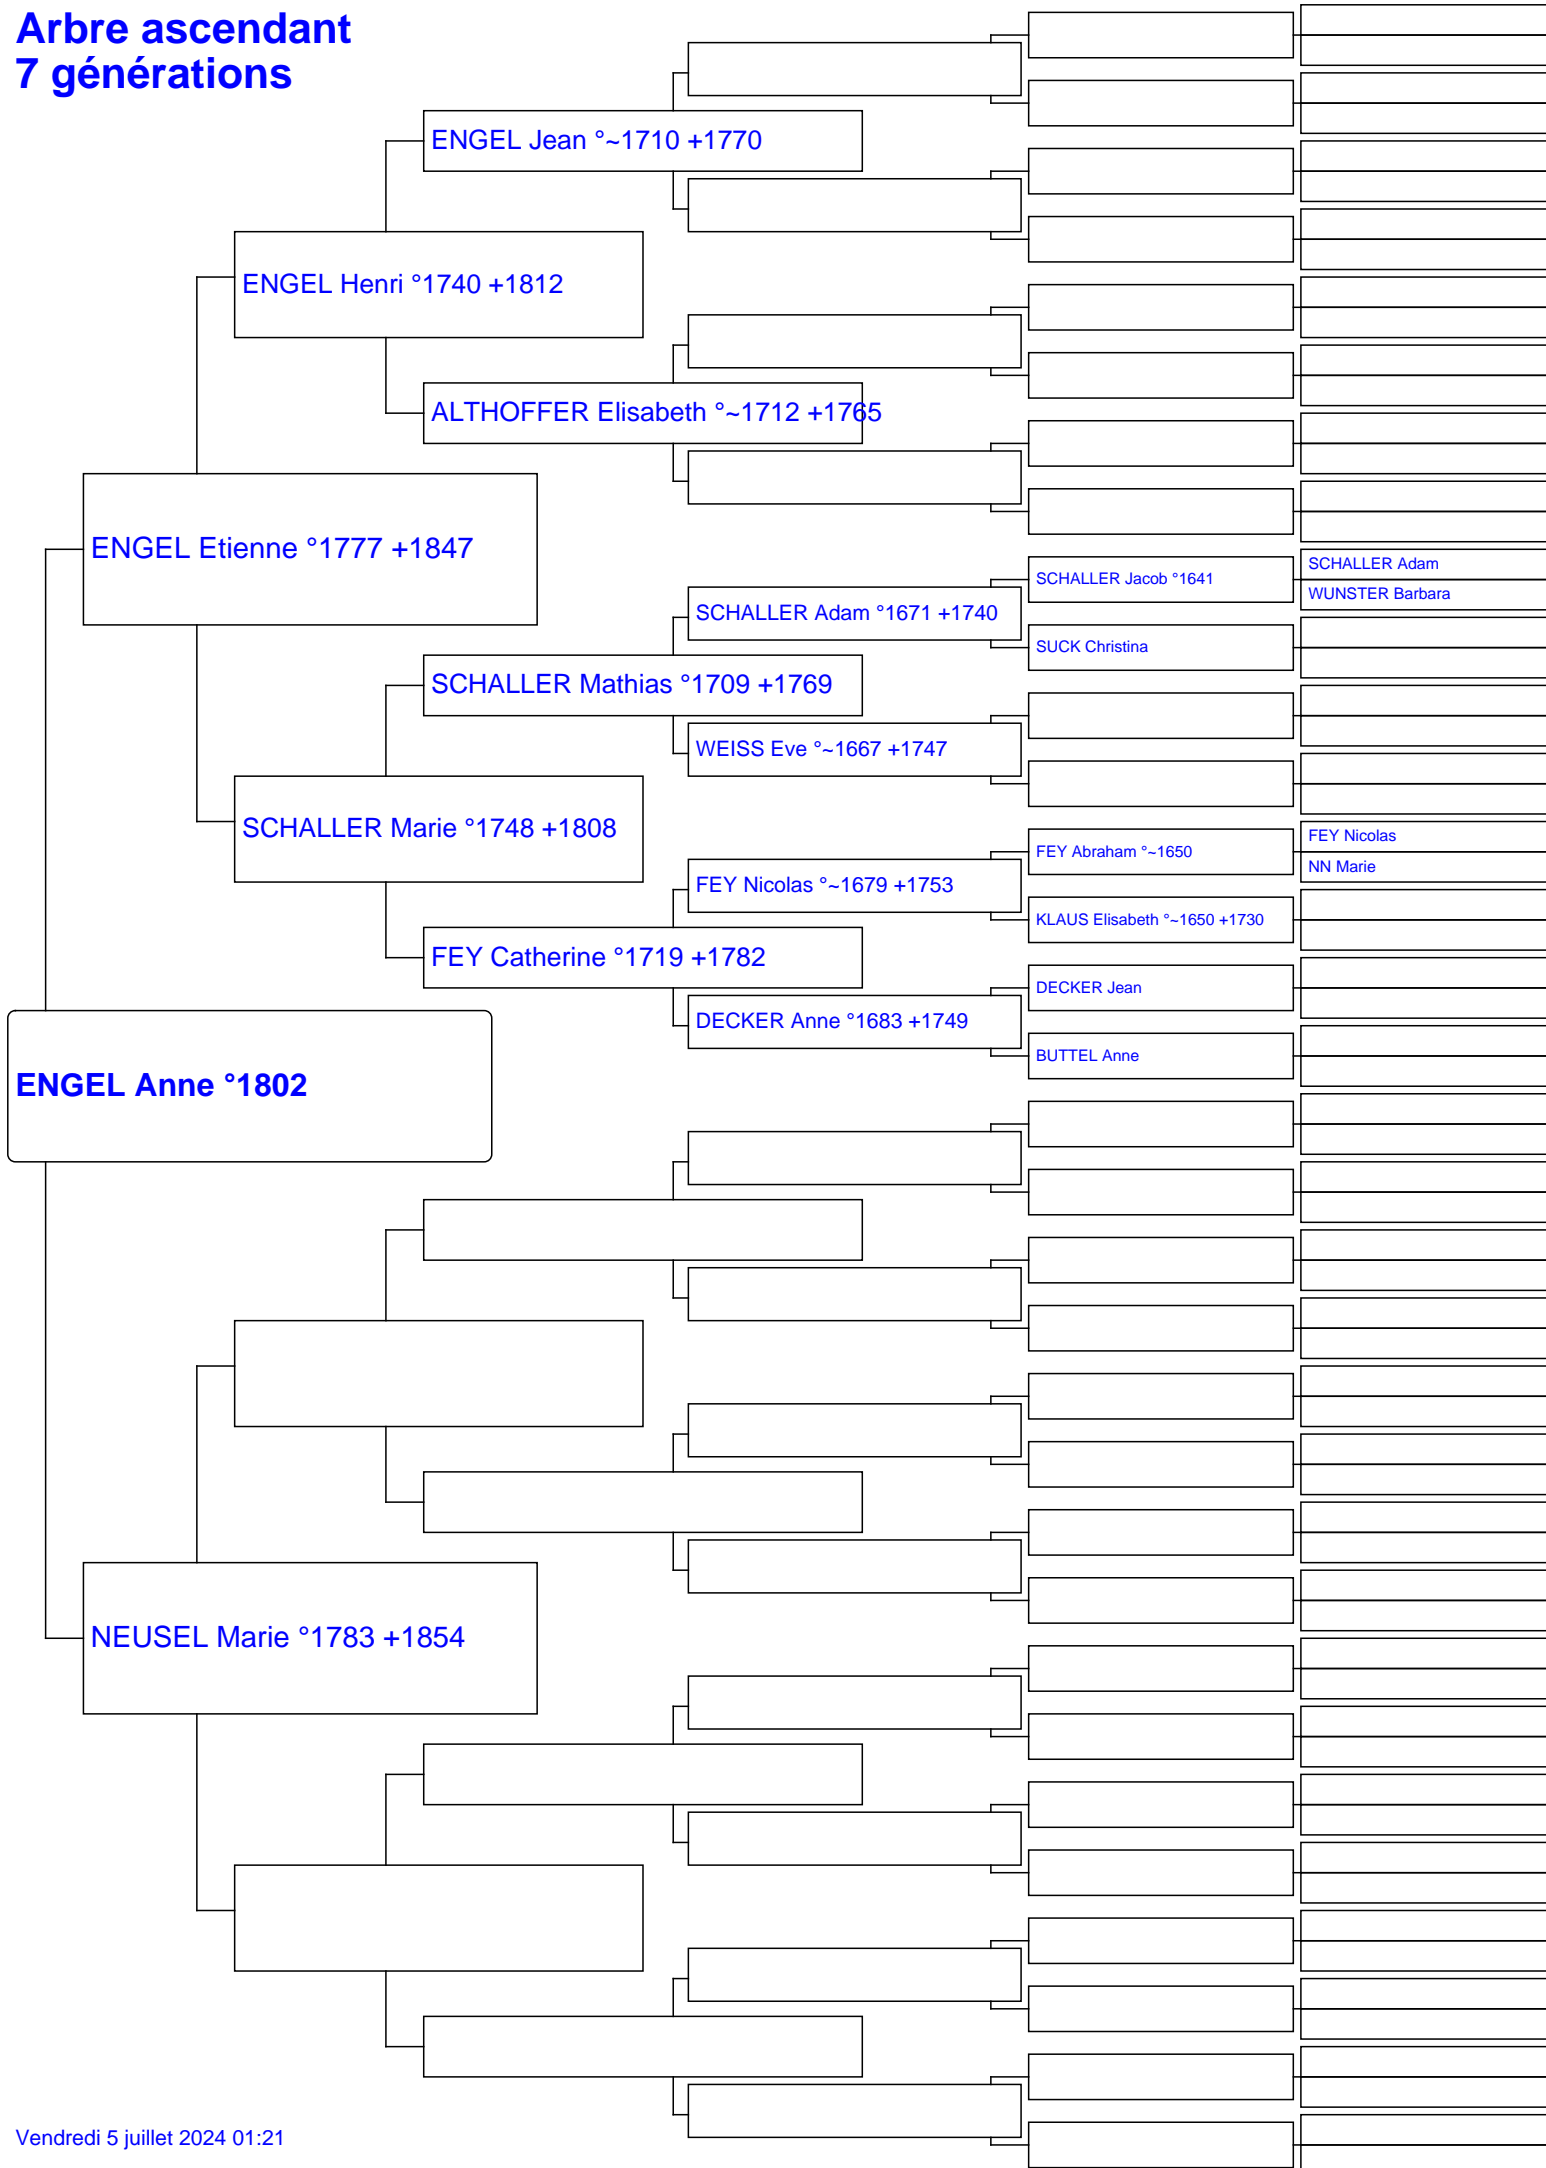 Arbre ascendant
7 générations
ENGEL Jean °~1710 +1770
ENGEL Henri °1740 +1812
ALTHOFFER Elisabeth °~1712 +1765
ENGEL Etienne °1777 +1847
SCHALLER Jacob °1641
SCHALLER Adam
WUNSTER Barbara
SCHALLER Adam °1671 +1740
SUCK Christina
SCHALLER Mathias °1709 +1769
WEISS Eve °~1667 +1747
SCHALLER Marie °1748 +1808
FEY Abraham °~1650
FEY Nicolas
NN Marie
FEY Nicolas °~1679 +1753
KLAUS Elisabeth °~1650 +1730
FEY Catherine °1719 +1782
DECKER Jean
DECKER Anne °1683 +1749
BUTTEL Anne
ENGEL Anne °1802
NEUSEL Marie °1783 +1854
Vendredi 5 juillet 2024 01:21